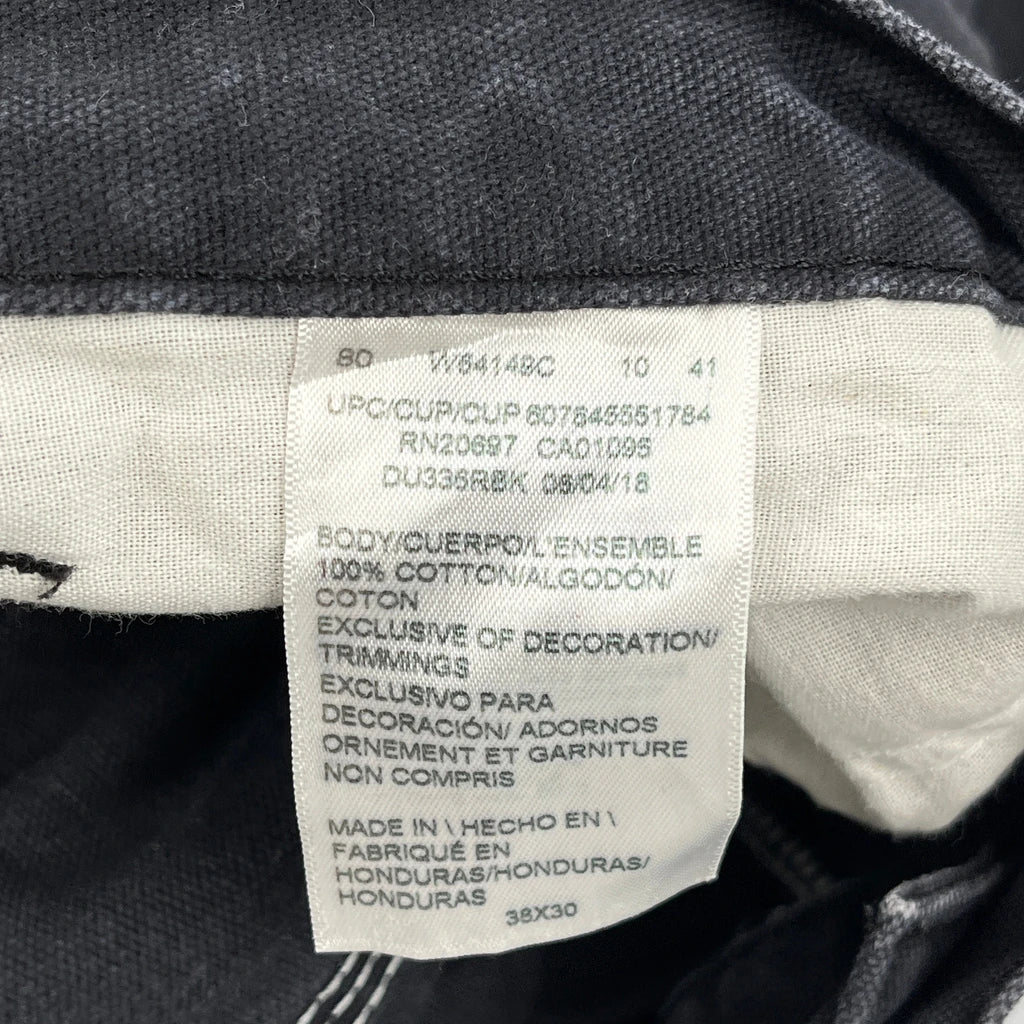 80 W64149C 10 41
UPC/CUP/CUP 607645551784
RN20697 CA01095
DU336RBK 06/04/18
BODY/CUERPO/L'ENSEMBLE
100% COTTON/ALGODÓN/
COTON
EXCLUSIVE OF DECORATION/
TRIMMINGS
EXCLUSIVO PARA
DECORACIÓN/ ADORNOS
ORNEMENT ET GARNITURE
NON COMPRIS
MADE IN \ HECHO EN \
FABRIQUÉ EN
HONDURAS/HONDURAS/
HONDURAS
38X30